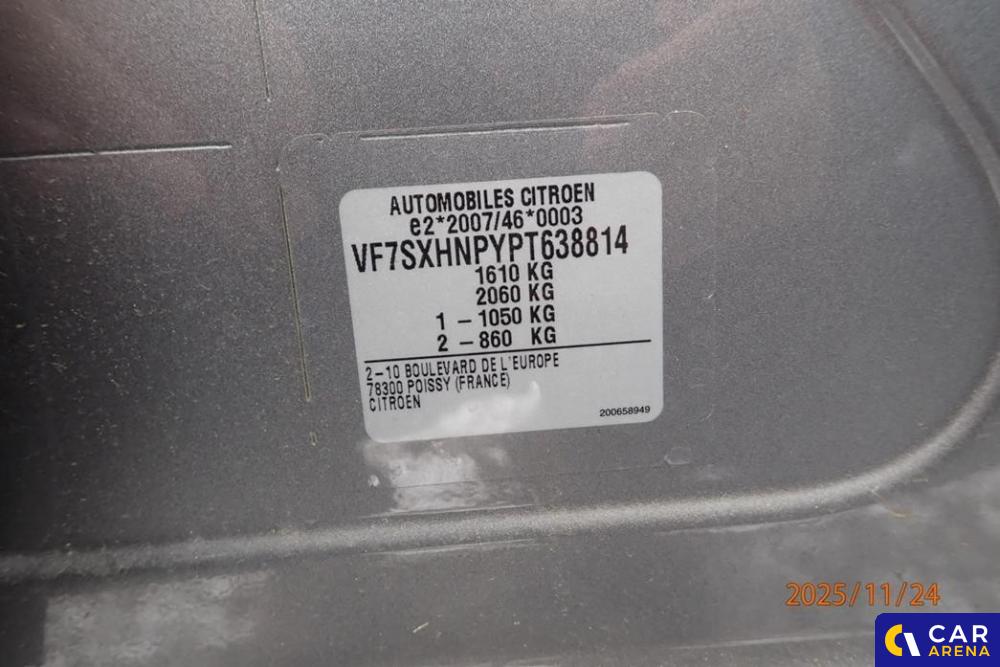 AUTOMOBILES CITROEN
e2*2007/46*0003
VF7SXHNPYPT638814
1610 KG
2060 KG
1 - 1050 KG
2 - 860 KG
2-10 BOULEVARD DE L'EUROPE
78300 POISSY (FRANCE)
CITROEN
200658949
2025/11/24
CAR
ARENA